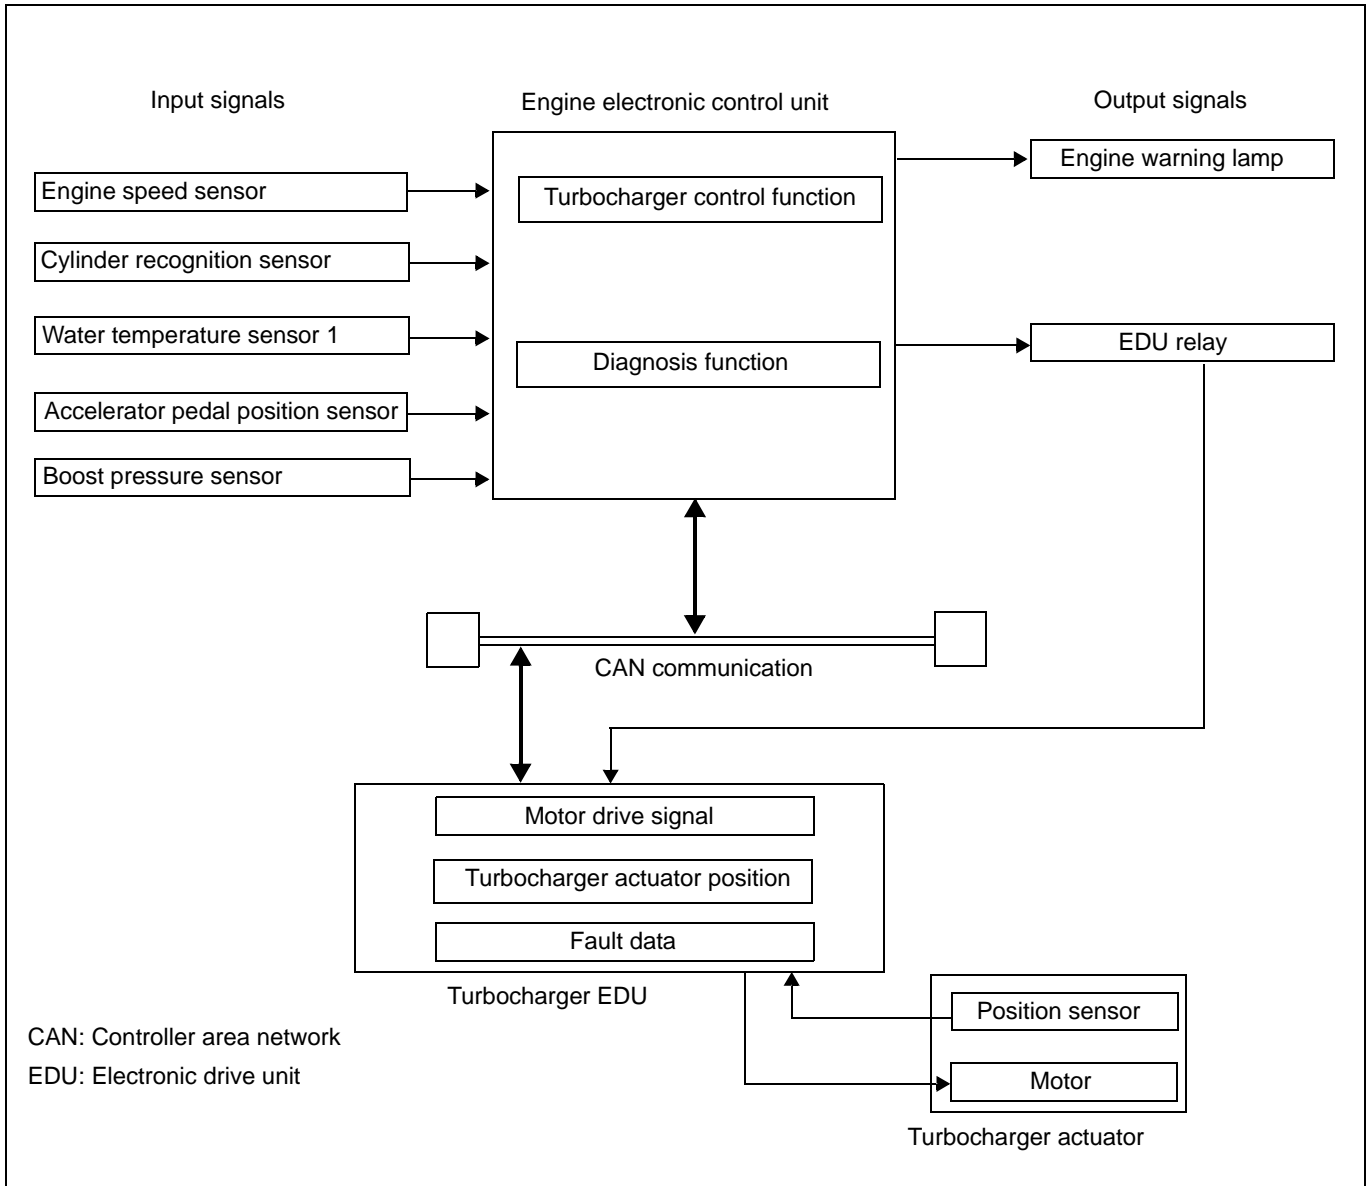 Input signals
Engine electronic control unit
Output signals
Engine speed sensor
Cylinder recognition sensor
Water temperature sensor 1
Accelerator pedal position sensor
Boost pressure sensor
Turbocharger control function
Diagnosis function
Engine warning lamp
EDU relay
CAN communication
Motor drive signal
Turbocharger actuator position
Fault data
Turbocharger EDU
Position sensor
Motor
Turbocharger actuator
CAN: Controller area network
EDU: Electronic drive unit